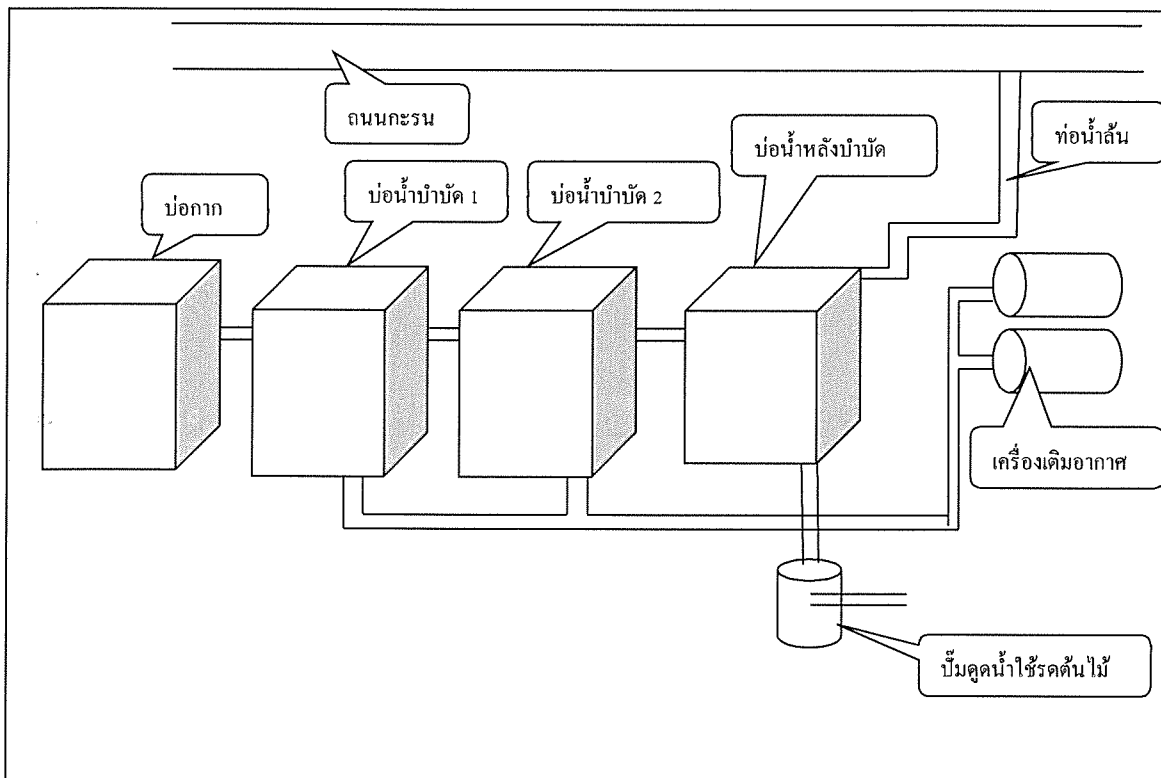 ถนนกะรน
ท่อน้ำล้น
บ่อน้ำหลังบำบัด
บ่อน้ำบำบัด 1
บ่อน้ำบำบัด 2
บ่อกาก
เครื่องเติมอากาศ
ปั๊มดูดน้ำใช้รดต้นไม้